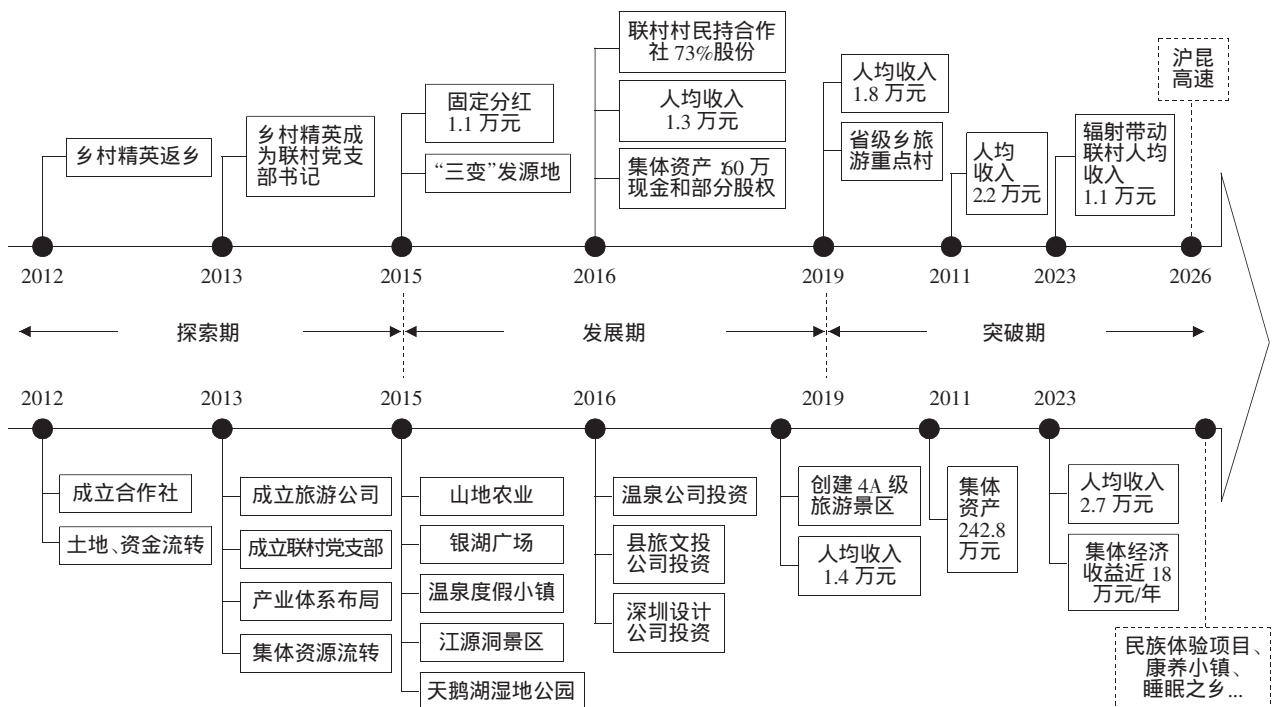 联村村民持合作
社 73%股份
沪昆
高速
人均收入
1.8 万元
固定分红
1.1 万元
人均收入
1.3 万元
乡村精英成
为联村党支
部书记
辐射带动
联村人均
收入
1.1 万元
省级乡旅
游重点村
人均
收入
2.2 万元
乡村精英返乡
“三变”发源地
集体资产 60 万
现金和部分股权
2012
2013
2015
2016
2019
2011
2023
2026
探索期
发展期
突破期
2012
2013
2015
2016
2019
2011
2023
成立合作社
土地、资金流转
成立旅游公司
成立联村党支部
产业体系布局
集体资源流转
山地农业
银湖广场
温泉度假小镇
江源洞景区
天鹅湖湿地公园
温泉公司投资
县旅文投
公司投资
深圳设计
公司投资
创建 4A 级
旅游景区
人均收入
1.4 万元
集体
资产
242.8
万元
人均收入
2.7 万元
集体经济
收益近 18
万元/年
民族体验项目、
康养小镇、
睡眠之乡...